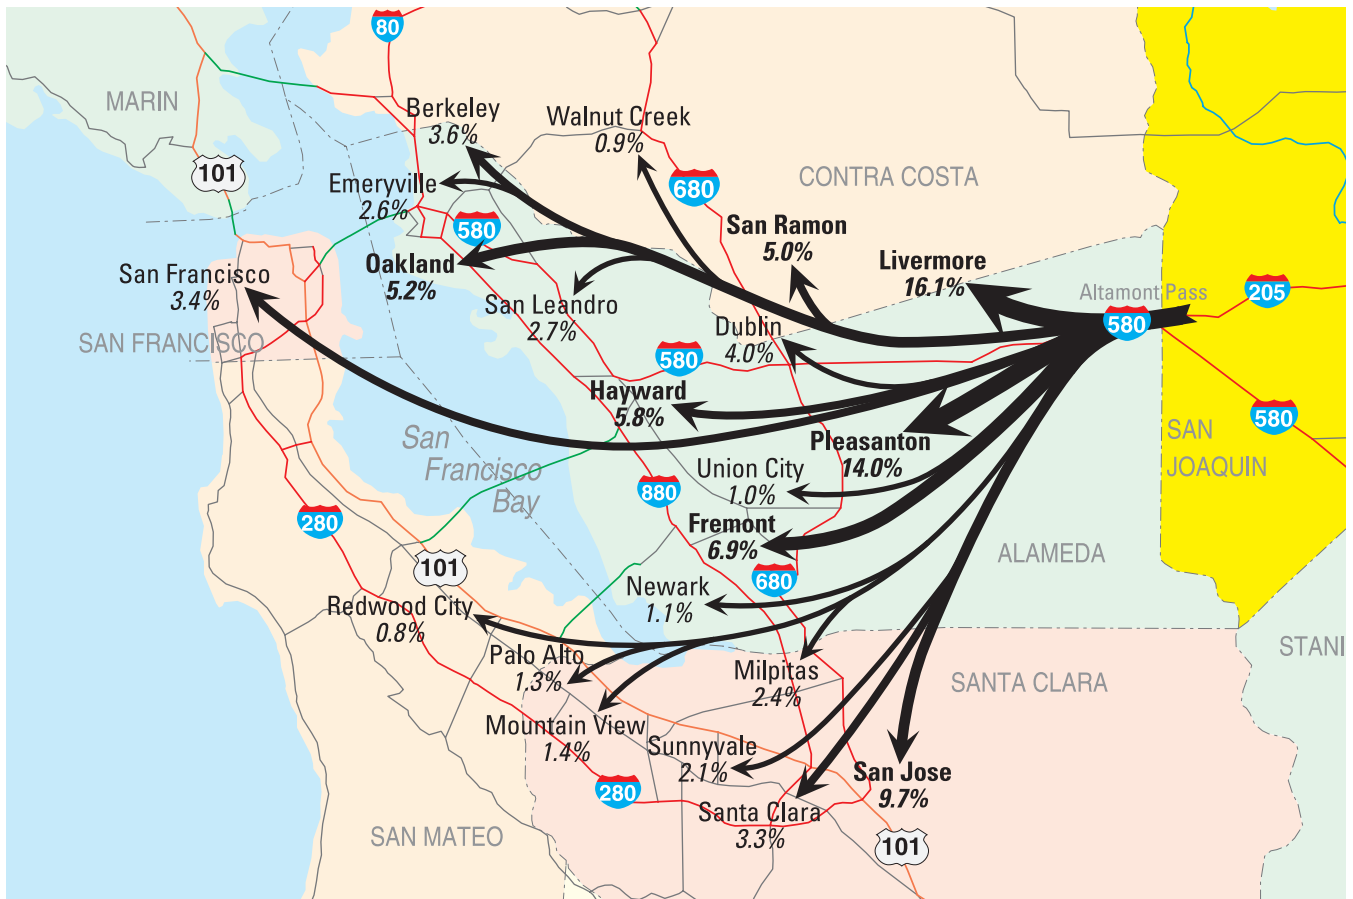 80
MARIN
Berkeley
3.6%
Walnut Creek
0.9%
101
Emeryville
2.6%
680
CONTRA COSTA
580
San Ramon
5.0%
San Francisco
3.4%
Oakland
5.2%
Livermore
16.1%
Altamont Pass
205
San Leandro
2.7%
580
SAN FRANCISCO
Dublin
4.0%
580
Hayward
5.8%
580
San
Francisco
Bay
Pleasanton
14.0%
SAN
JOAQUIN
Union City
1.0%
880
280
Fremont
6.9%
ALAMEDA
101
680
Newark
1.1%
Redwood City
0.8%
STANI
Palo Alto
1.3%
Milpitas
2.4%
SANTA CLARA
Mountain View
1.4%
Sunnyvale
2.1%
San Jose
9.7%
280
Santa Clara
3.3%
SAN MATEO
101